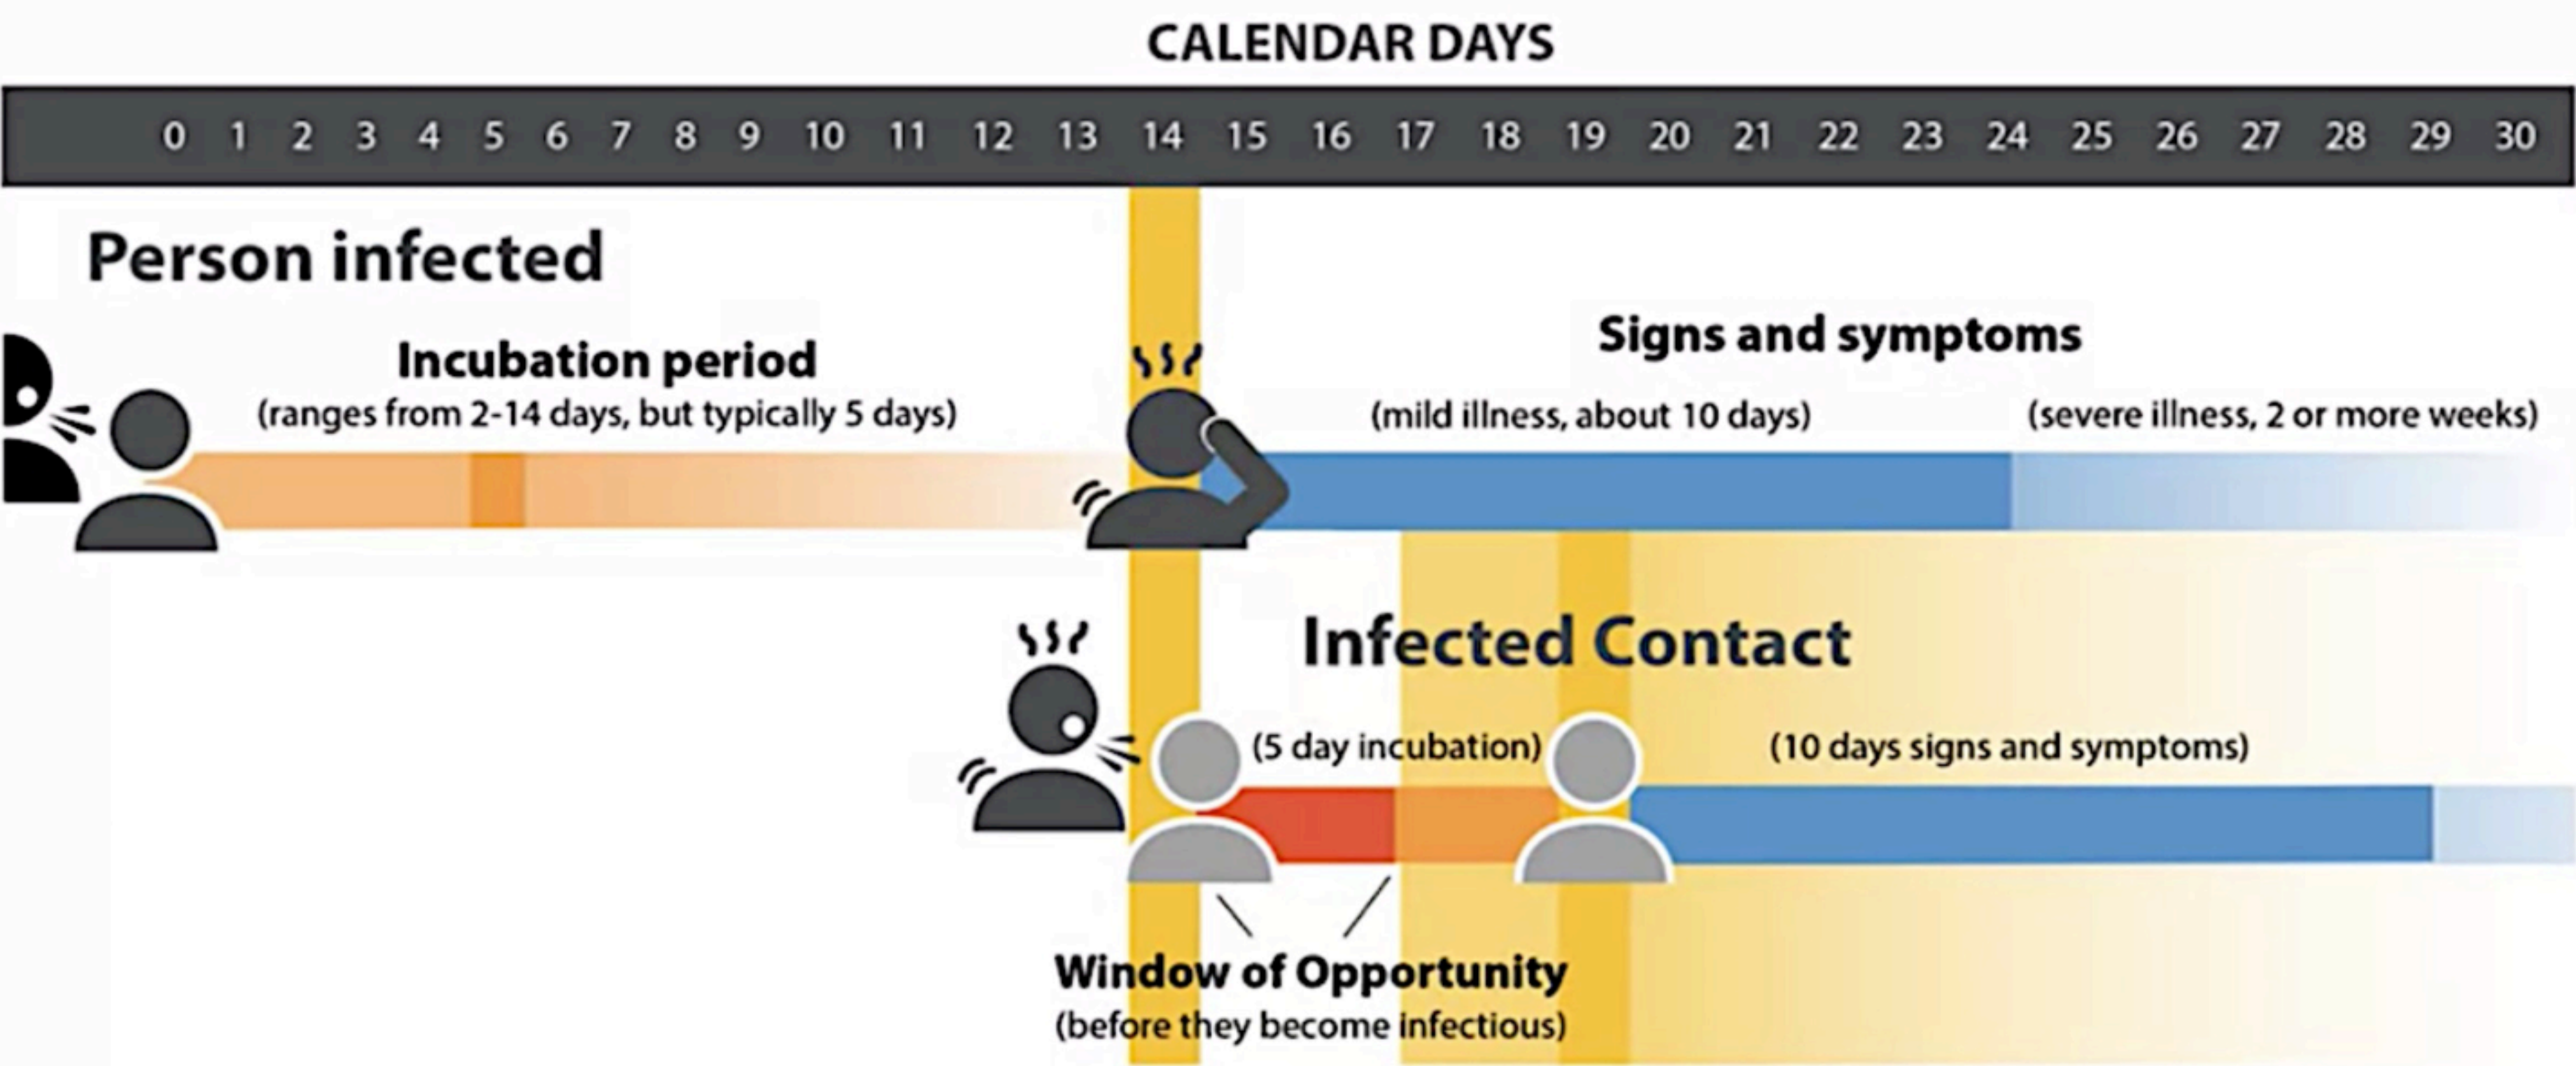 CALENDAR DAYS
0 1 2 3 4 5 6 7 8 9 10 11 12 13 14 15 16 17 18 19 20 21 22 23 24 25 26 27 28 29 30
Person infected
Incubation period
(ranges from 2-14 days, but typically 5 days)
Signs and symptoms
(mild illness, about 10 days) (severe illness, 2 or more weeks)
Infected Contact
(5 day incubation) (10 days signs and symptoms)
Window of Opportunity
(before they become infectious)